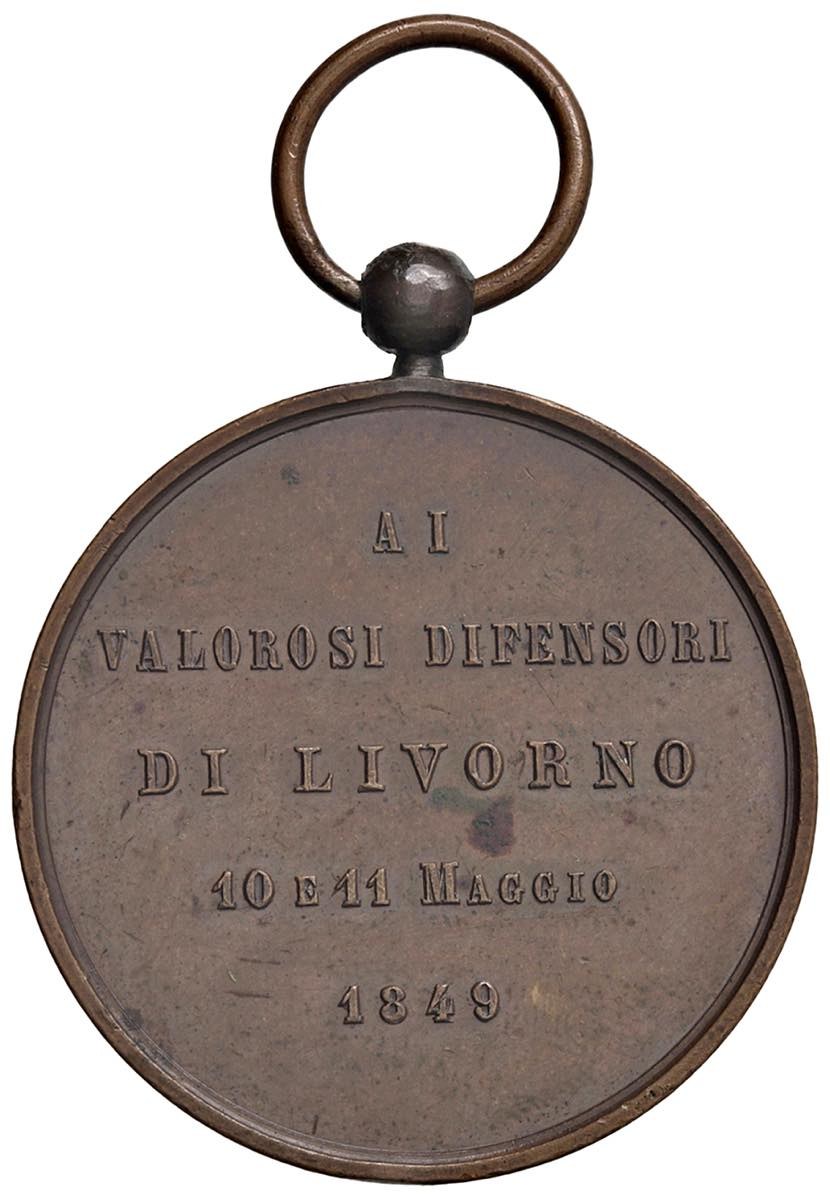 AI
VALOROSI DIFENSORI
DI LIVORNO
10 E 11 MAGGIO
1849